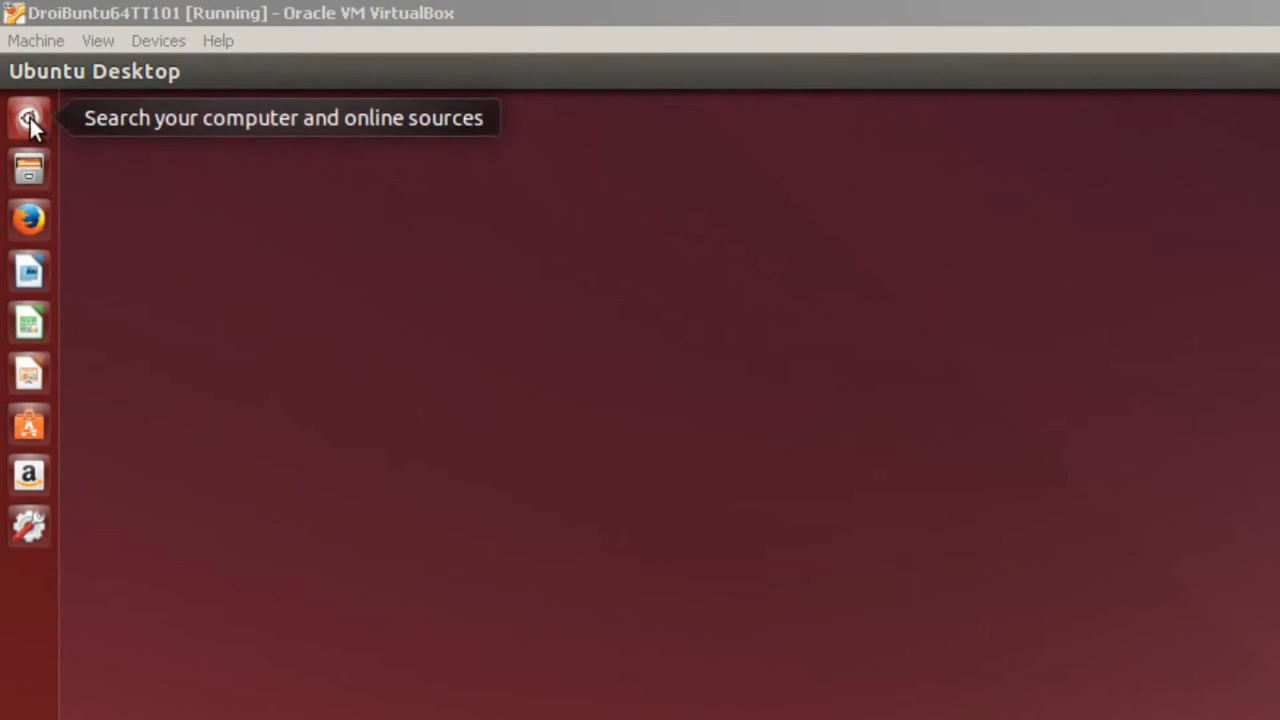 DroiBuntu64TT101 [Running] - Oracle VM VirtualBox
Machine View Devices Help
Ubuntu Desktop
Search your computer and online sources
a